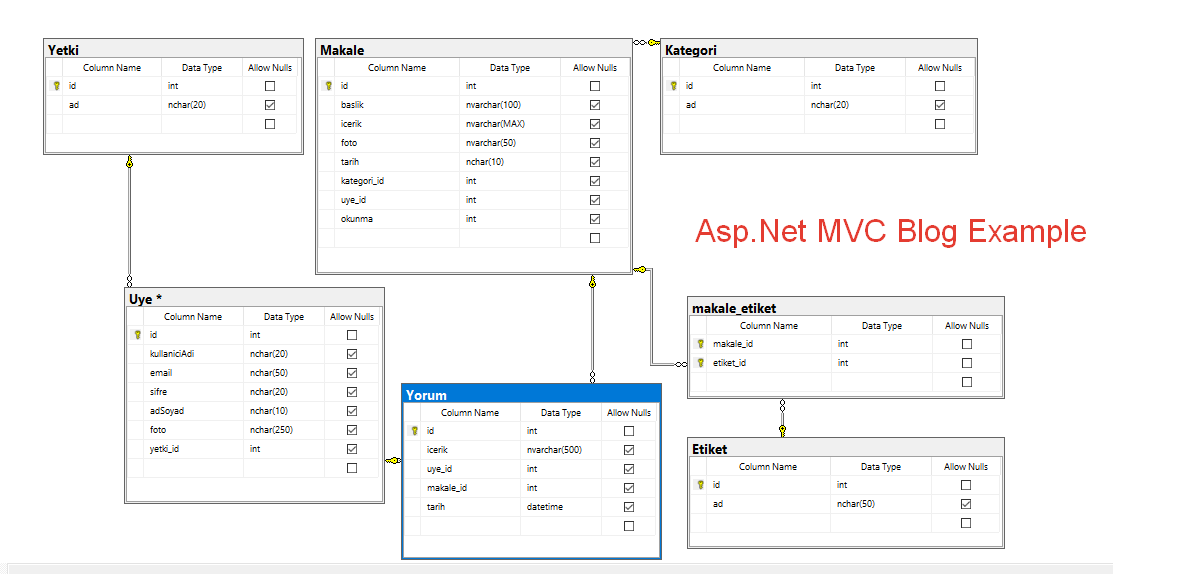 Yetki
Column Name Data Type Allow Nulls
id int
ad nchar(20)
Makale
Column Name Data Type Allow Nulls
id int
baslik nvarchar(100)
icerik nvarchar(MAX)
foto nvarchar(50)
tarih nchar(10)
kategori_id int
uye_id int
okunma int
Kategori
Column Name Data Type Allow Nulls
id int
ad nchar(20)
Asp.Net MVC Blog Example
Uye *
Column Name Data Type Allow Nulls
id int
kullaniciAdi nchar(20)
email nchar(50)
sifre nchar(20)
adSoyad nchar(10)
foto nchar(250)
yetki_id int
makale_etiket
Column Name Data Type Allow Nulls
makale_id int
etiket_id int
Yorum
Column Name Data Type Allow Nulls
id int
icerik nvarchar(500)
uye_id int
makale_id int
tarih datetime
Etiket
Column Name Data Type Allow Nulls
id int
ad nchar(50)